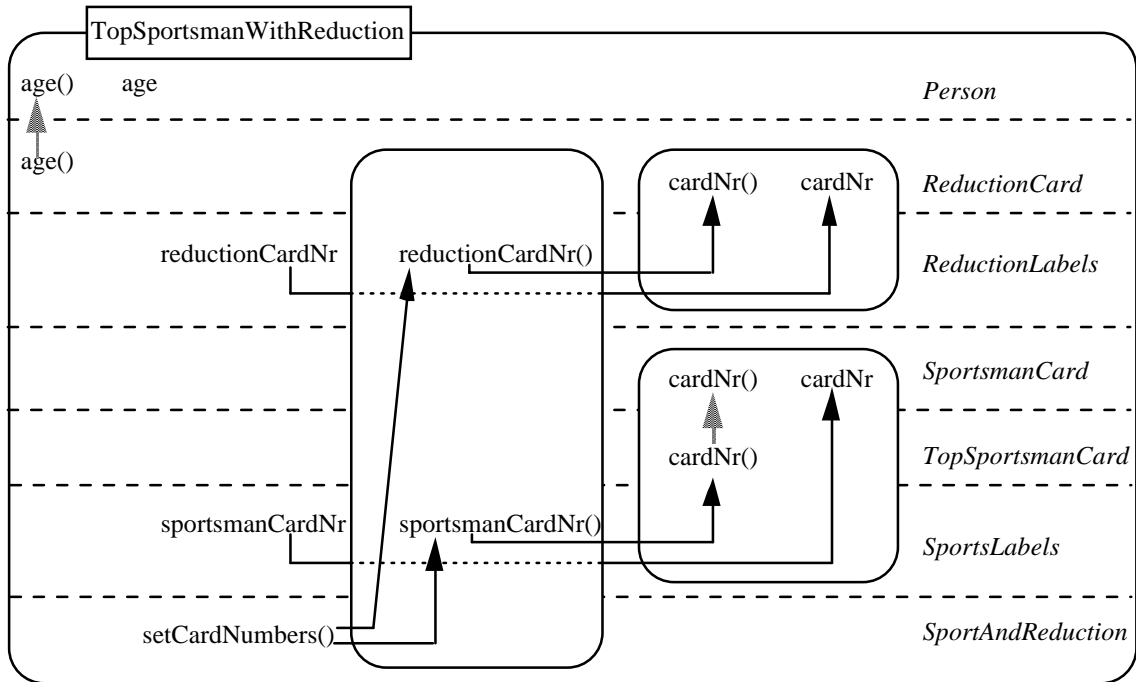 TopSportsmanWithReduction
age() age Person
age()
cardNr() cardNr ReductionCard
reductionCardNr reductionCardNr() ReductionLabels
cardNr() cardNr SportsmanCard
cardNr() TopSportsmanCard
sportsmanCardNr sportsmanCardNr() SportsLabels
setCardNumbers() SportAndReduction